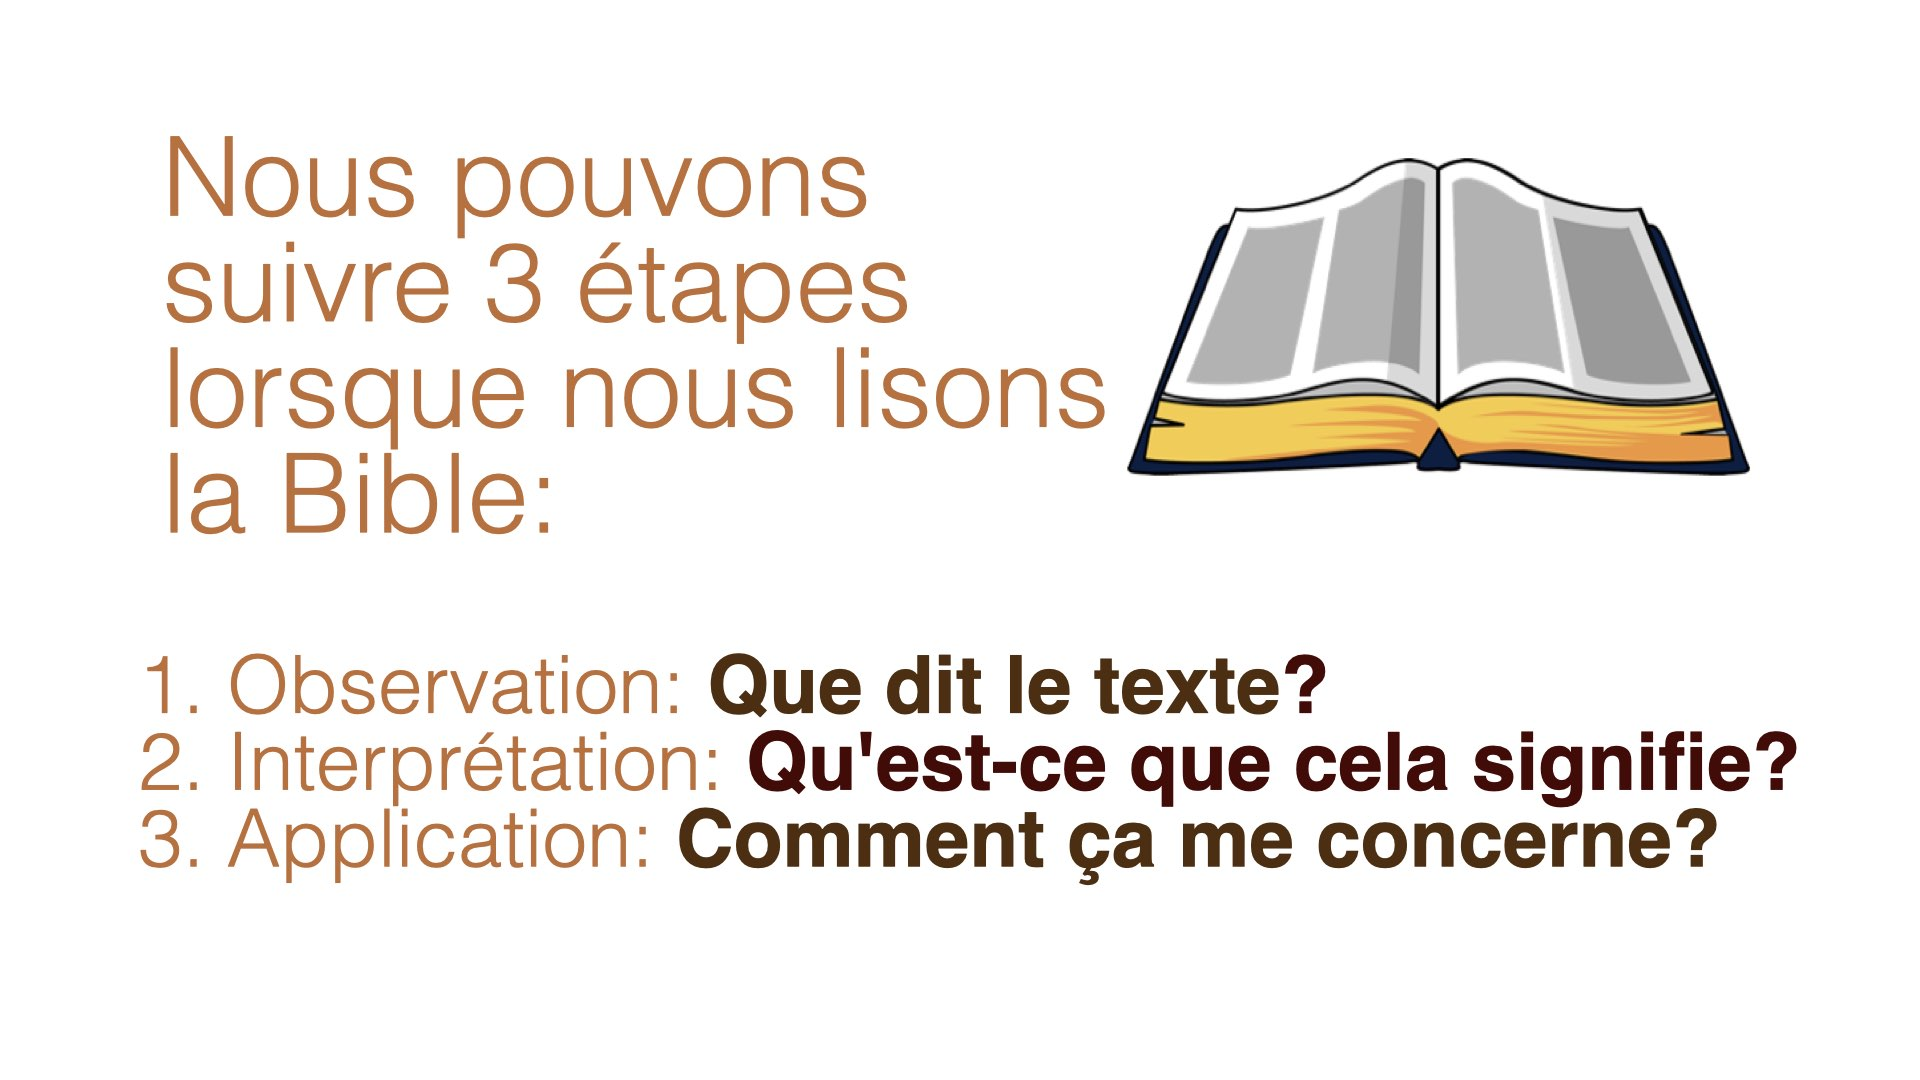 Nous pouvons
suivre 3 étapes
lorsque nous lisons
la Bible:
1. Observation: Que dit le texte?
2. Interprétation: Qu'est-ce que cela signifie?
3. Application: Comment ça me concerne?